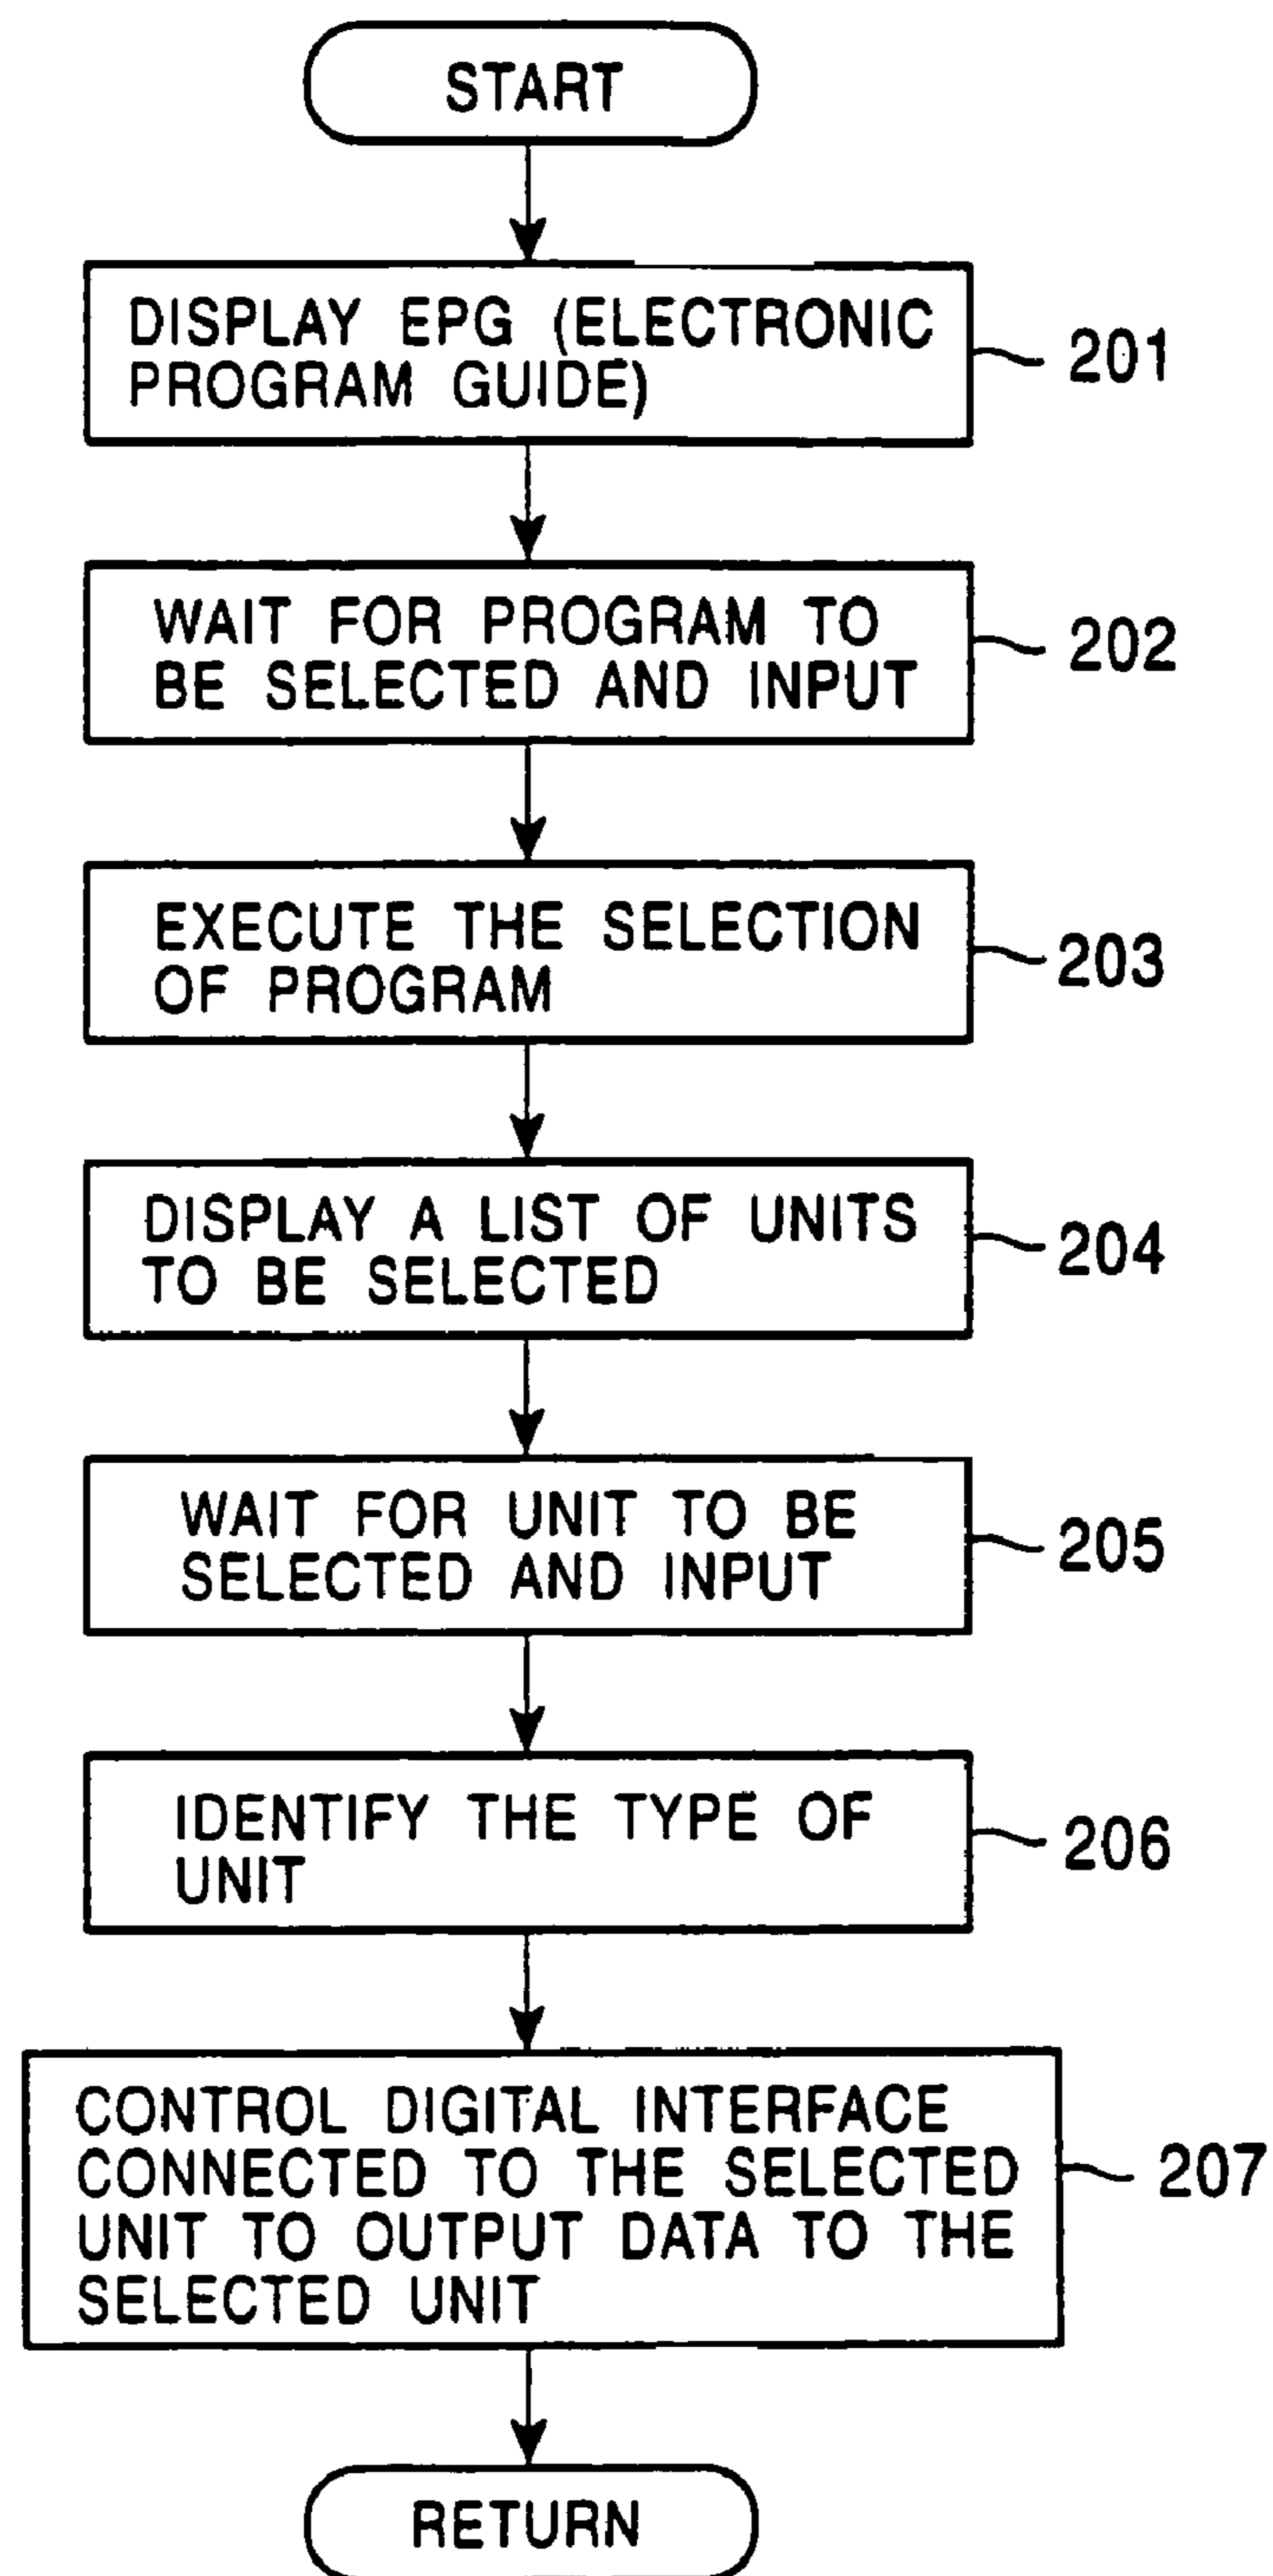 START
DISPLAY EPG (ELECTRONIC
PROGRAM GUIDE)
201
WAIT FOR PROGRAM TO
BE SELECTED AND INPUT
202
EXECUTE THE SELECTION
OF PROGRAM
203
DISPLAY A LIST OF UNITS
TO BE SELECTED
204
WAIT FOR UNIT TO BE
SELECTED AND INPUT
205
IDENTIFY THE TYPE OF
UNIT
206
CONTROL DIGITAL INTERFACE
CONNECTED TO THE SELECTED
UNIT TO OUTPUT DATA TO THE
SELECTED UNIT
207
RETURN